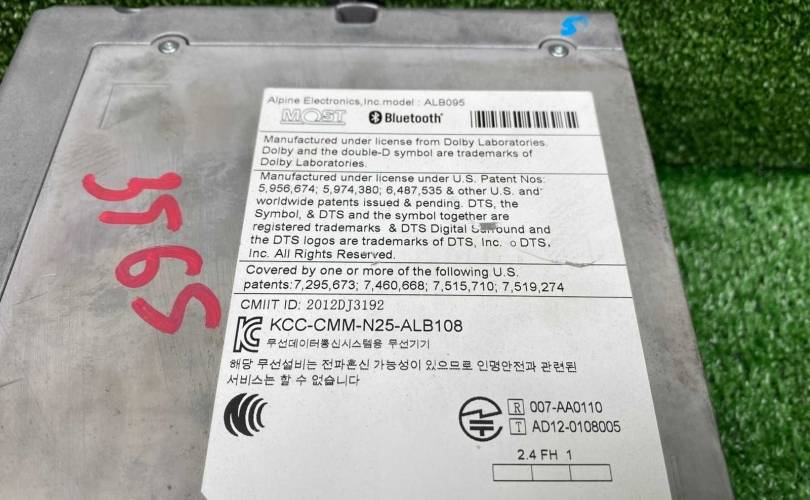 5
Alpine Electronics,Inc.model : ALB095
MOST Bluetooth®
Manufactured under license from Dolby Laboratories.
Dolby and the double-D symbol are trademarks of
Dolby Laboratories.
Manufactured under license under U.S. Patent Nos:
5,956,674; 5,974,380; 6,487,535 & other U.S. and
worldwide patents issued & pending. DTS, the
Symbol, & DTS and the symbol together are
registered trademarks & DTS Digital Surround and
the DTS logos are trademarks of DTS, Inc. © DTS,
Inc. All Rights Reserved.
Covered by one or more of the following U.S.
patents:7,295,673; 7,460,668; 7,515,710; 7,519,274
CMIIT ID: 2012DJ3192
KCC-CMM-N25-ALB108
무선데이터통신시스템용 무선기기
해당 무선설비는 전파혼신 가능성이 있으므로 인명안전과 관련된
서비스는 할 수 없습니다
R 007-AA0110
T AD12-0108005
2.4 FH 1